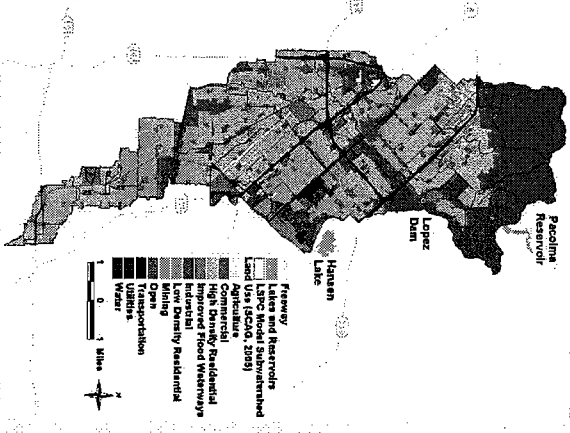 Pacoima
Reservoir
Lopez
Dam
Hansen
Lake
Freeway
Lakes and Reservoirs
LSPC Model Subwatershed
Land Use (SCAG, 2005)
Agriculture
Commercial
High Density Residential
Improved Flood Waterways
Industrial
Low Density Residential
Mining
Open
Transportation
Utilities
Water
1 0 1 Miles